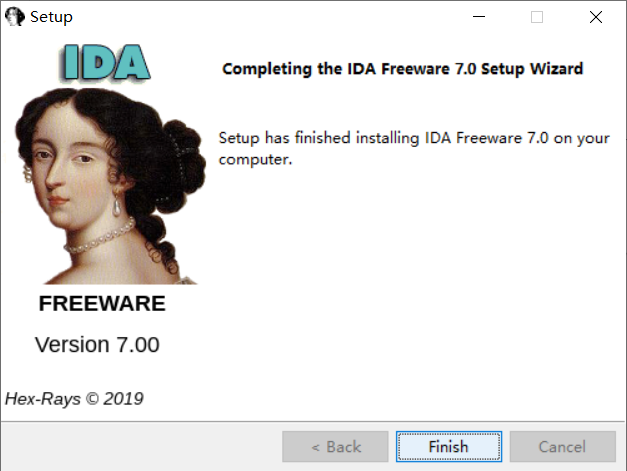 Setup
IDA
Completing the IDA Freeware 7.0 Setup Wizard
Setup has finished installing IDA Freeware 7.0 on your
computer.
FREEWARE
Version 7.00
Hex-Rays © 2019
< Back
Finish
Cancel